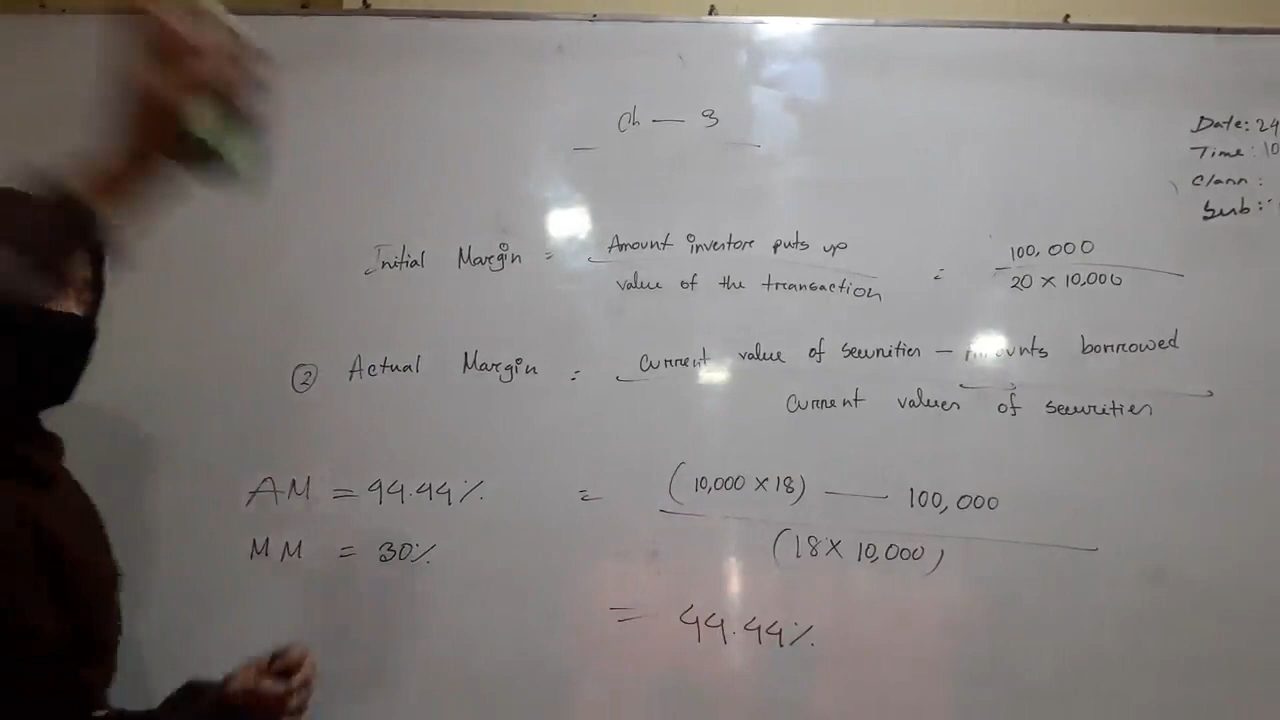 Ch — 3
Date: 24
Time: 10
Class :
Sub :
Initial Margin = Amount investore puts up / value of the transaction = 100,000 / 20 × 10,000
② Actual Margin = Current value of securities — Amounts borrowed / Current values of securities
AM = 44.44% = (10,000 × 18) — 100,000 / (18 × 10,000)
MM = 30%
= 44.44%